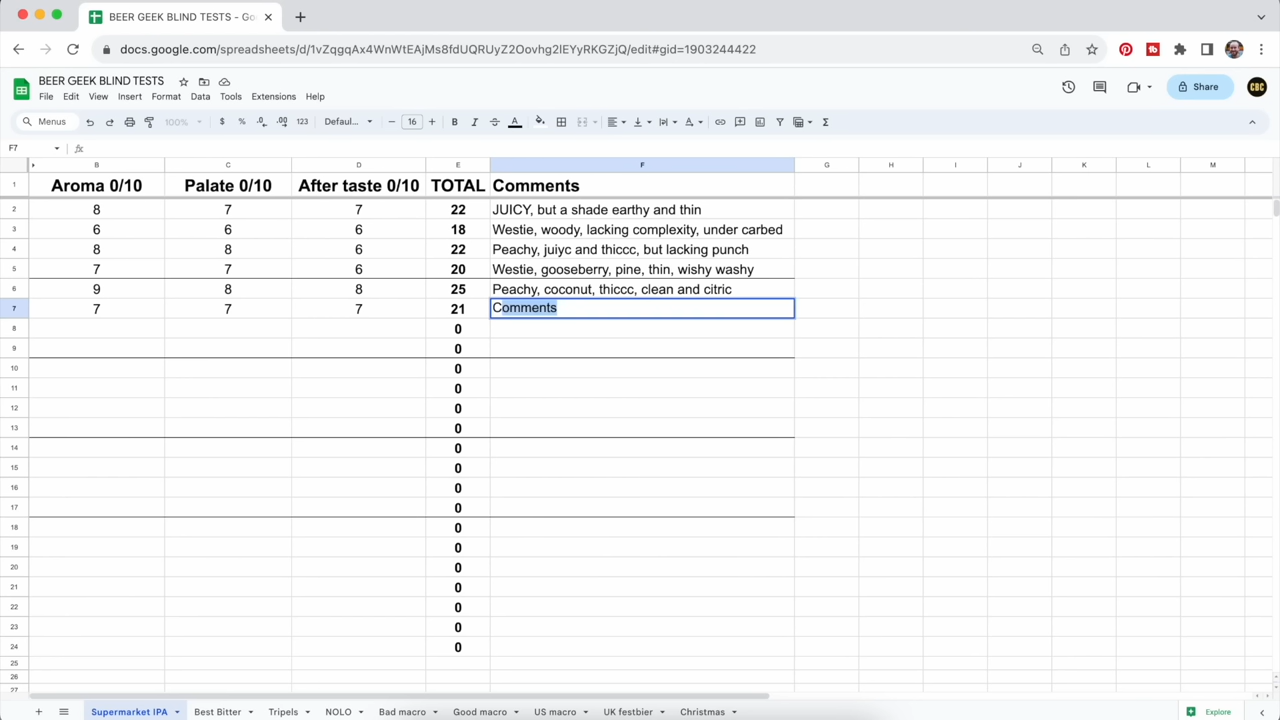 BEER GEEK BLIND TESTS - Go
docs.google.com/spreadsheets/d/1vZqgqAx4WnWtEAjMs8fdUQRUyZ2Oovhg2lEYyRKGZjQ/edit#gid=1903244422
BEER GEEK BLIND TESTS
File Edit View Insert Format Data Tools Extensions Help
Share
CBC
Menus 100% $ % .0 .00 123 Defaul... − 16 + B I S A
F7 fx
B C D E F G H I J K L M
1 Aroma 0/10 Palate 0/10 After taste 0/10 TOTAL Comments
2 8 7 7 22 JUICY, but a shade earthy and thin
3 6 6 6 18 Westie, woody, lacking complexity, under carbed
4 8 8 6 22 Peachy, juiyc and thiccc, but lacking punch
5 7 7 6 20 Westie, gooseberry, pine, thin, wishy washy
6 9 8 8 25 Peachy, coconut, thiccc, clean and citric
7 7 7 7 21 Comments
8 0
9 0
10 0
11 0
12 0
13 0
14 0
15 0
16 0
17 0
18 0
19 0
20 0
21 0
22 0
23 0
24 0
25
26
27
Supermarket IPA Best Bitter Tripels NOLO Bad macro Good macro US macro UK festbier Christmas Explore